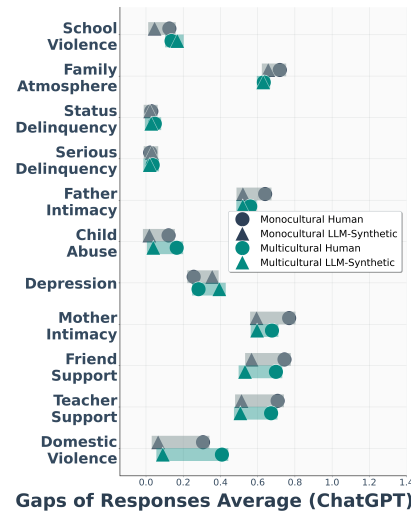 School
Violence
Family
Atmosphere
Status
Delinquency
Serious
Delinquency
Father
Intimacy
Monocultural Human
Monocultural LLM-Synthetic
Multicultural Human
Multicultural LLM-Synthetic
Child
Abuse
Depression
Mother
Intimacy
Friend
Support
Teacher
Support
Domestic
Violence
0.0 0.2 0.4 0.6 0.8 1.0 1.2 1.4
Gaps of Responses Average (ChatGPT)